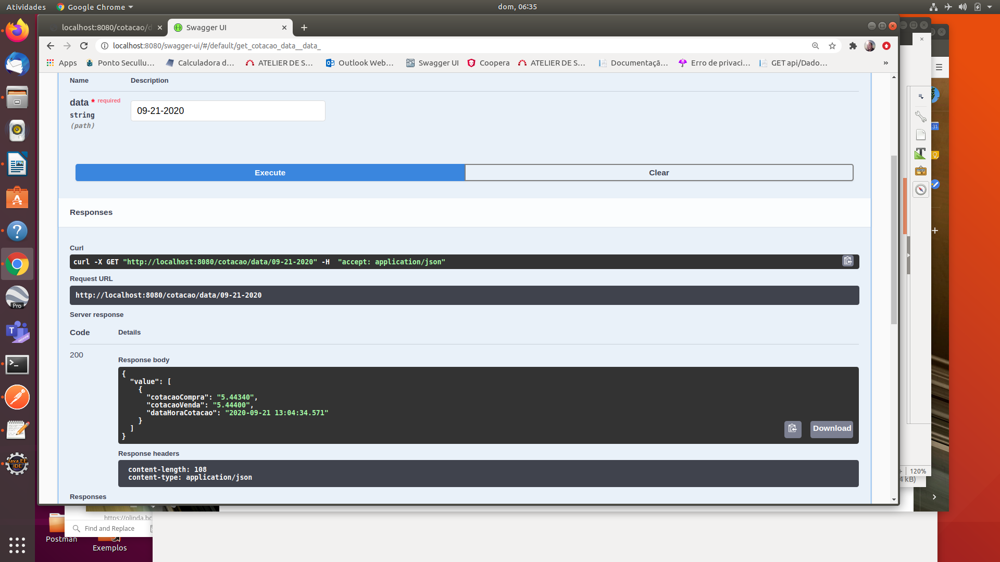 Atividades
Google Chrome
dom, 06:35
localhost:8080/cotacao/d
Swagger UI
localhost:8080/swagger-ui/#/default/get_cotacao_data__data_
Apps
Ponto Secullu…
Calculadora d…
ATELIER DE S…
Outlook Web…
Swagger UI
Coopera
ATELIER DE S…
Documentaçã…
Erro de privaci…
GET api/Dado…
»
Name
Description
data * required
string
(path)
09-21-2020
Execute
Clear
Responses
Curl
curl -X GET "http://localhost:8080/cotacao/data/09-21-2020" -H  "accept: application/json"
Request URL
http://localhost:8080/cotacao/data/09-21-2020
Server response
Code
Details
200
Response body
{
  "value": [
    {
      "cotacaoCompra": "5.44340",
      "cotacaoVenda": "5.44400",
      "dataHoraCotacao": "2020-09-21 13:04:34.571"
    }
  ]
}
Download
Response headers
content-length: 108
content-type: application/json
Responses
120%
4 kB)
31
Pro
T
PREVIEW
Java EE
IDE
https://olinda.bc
Find and Replace
Postman
Exemplos